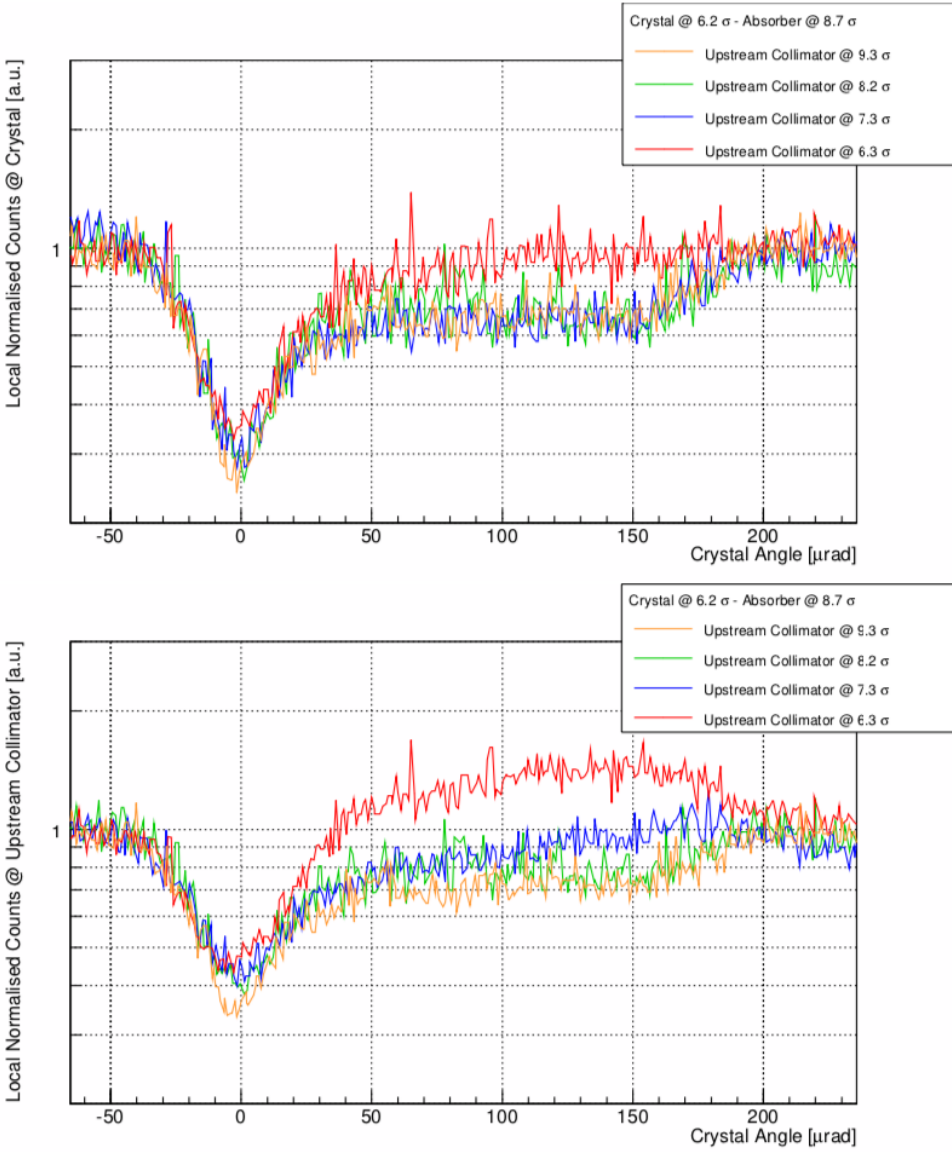 Crystal @ 6.2 σ - Absorber @ 8.7 σ
Upstream Collimator @ 9.3 σ
Upstream Collimator @ 8.2 σ
Upstream Collimator @ 7.3 σ
Upstream Collimator @ 6.3 σ
Local Normalised Counts @ Crystal [a.u.]
1
-50 0 50 100 150 200
Crystal Angle [μrad]
Crystal @ 6.2 σ - Absorber @ 8.7 σ
Upstream Collimator @ 9.3 σ
Upstream Collimator @ 8.2 σ
Upstream Collimator @ 7.3 σ
Upstream Collimator @ 6.3 σ
Local Normalised Counts @ Upstream Collimator [a.u.]
1
-50 0 50 100 150 200
Crystal Angle [μrad]